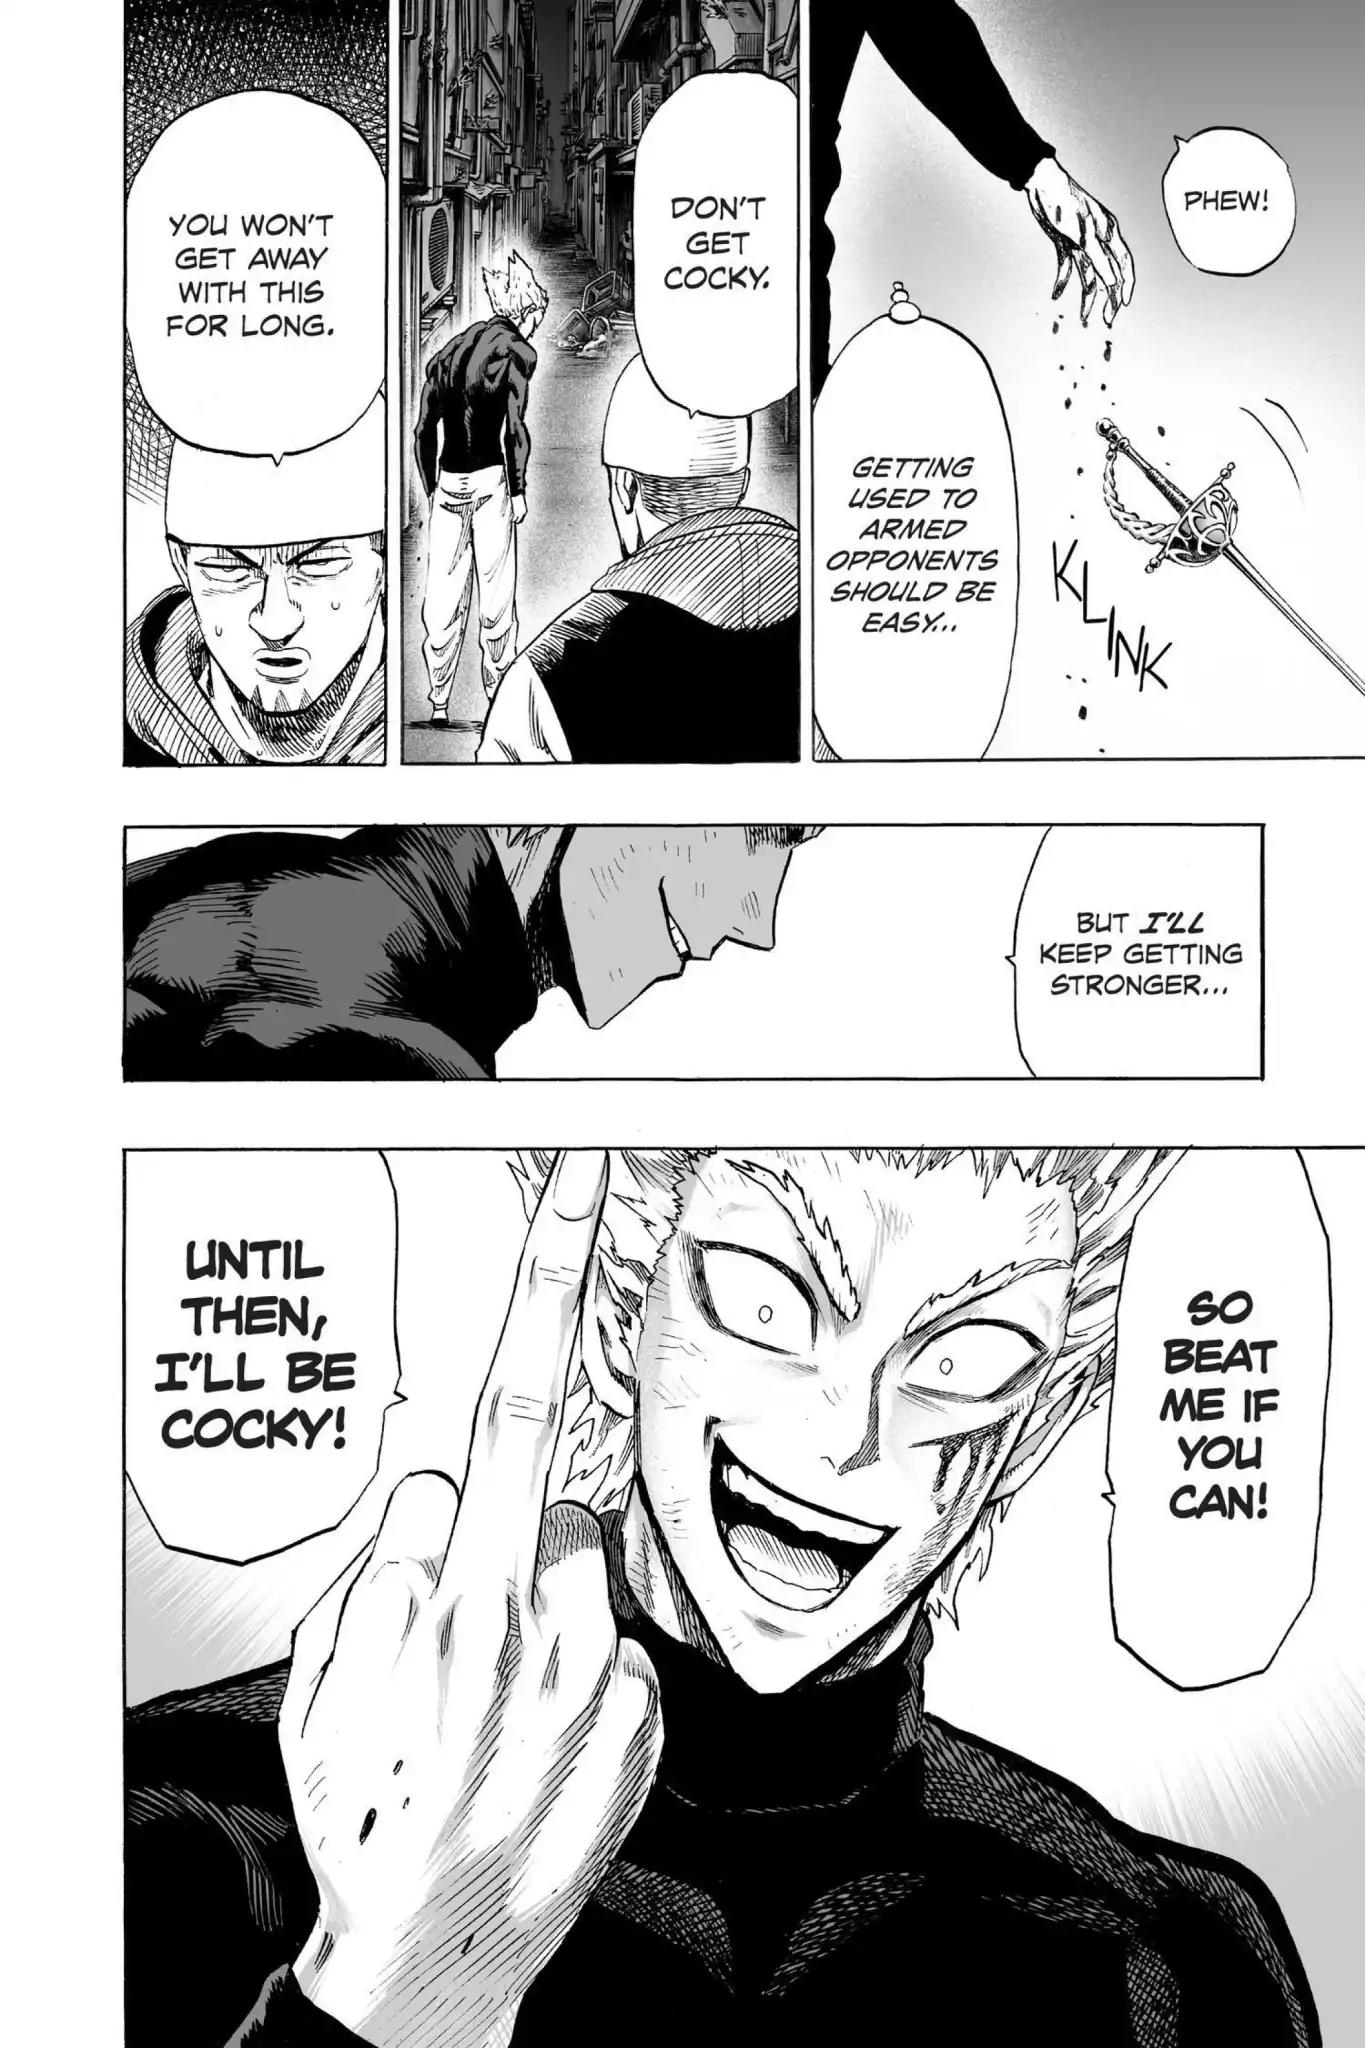 PHEW!
GETTING
USED TO
ARMED
OPPONENTS
SHOULD BE
EASY...
KLINK
DON'T
GET
COCKY.
YOU WON'T
GET AWAY
WITH THIS
FOR LONG.
BUT I'LL
KEEP GETTING
STRONGER...
SO
BEAT
ME IF
YOU
CAN!
UNTIL
THEN,
I'LL BE
COCKY!